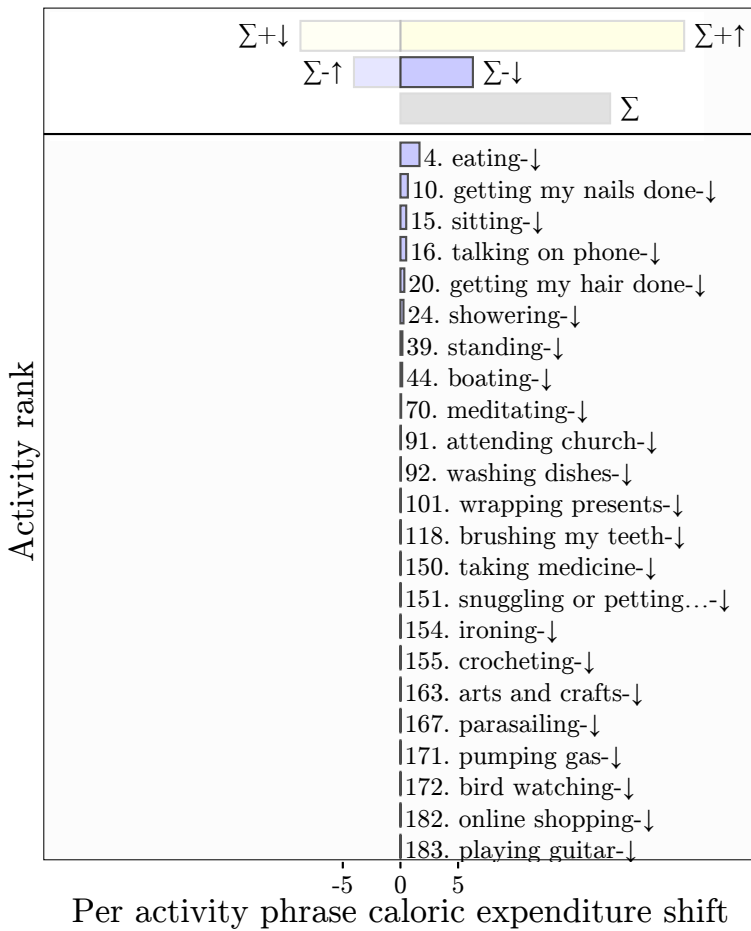 ∑+↓ ∑+↑
∑-↑ ∑-↓
∑
4. eating-↓
10. getting my nails done-↓
15. sitting-↓
16. talking on phone-↓
20. getting my hair done-↓
24. showering-↓
39. standing-↓
44. boating-↓
70. meditating-↓
91. attending church-↓
92. washing dishes-↓
101. wrapping presents-↓
118. brushing my teeth-↓
150. taking medicine-↓
151. snuggling or petting...-↓
154. ironing-↓
155. crocheting-↓
163. arts and crafts-↓
167. parasailing-↓
171. pumping gas-↓
172. bird watching-↓
182. online shopping-↓
183. playing guitar-↓
Activity rank
-5 0 5
Per activity phrase caloric expenditure shift